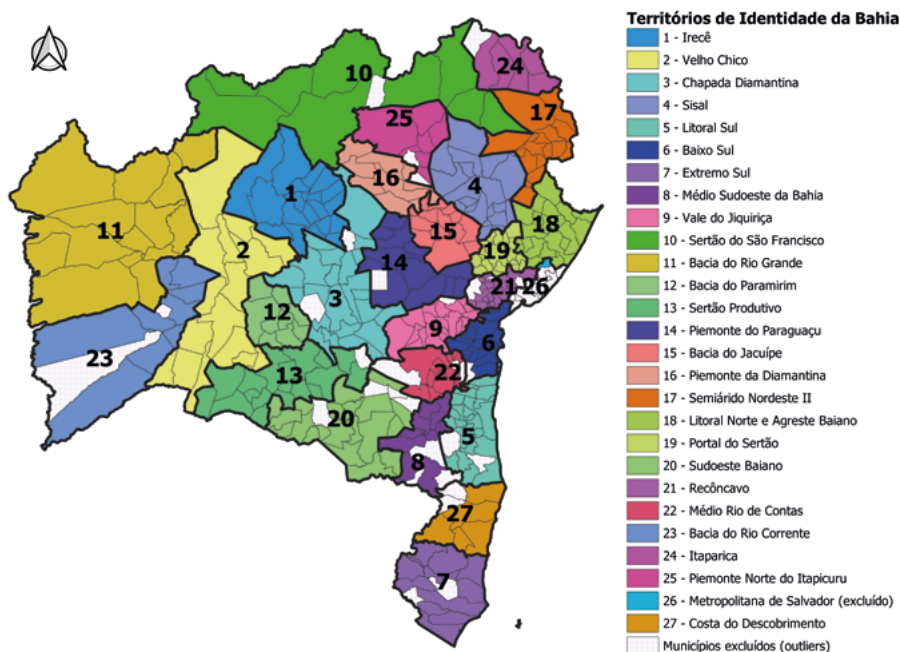 Territórios de Identidade da Bahia
1 - Irecê
2 - Velho Chico
3 - Chapada Diamantina
4 - Sisal
5 - Litoral Sul
6 - Baixo Sul
7 - Extremo Sul
8 - Médio Sudoeste da Bahia
9 - Vale do Jiquiriça
10 - Sertão do São Francisco
11 - Bacia do Rio Grande
12 - Bacia do Paramirim
13 - Sertão Produtivo
14 - Piemonte do Paraguaçu
15 - Bacia do Jacuípe
16 - Piemonte da Diamantina
17 - Semiárido Nordeste II
18 - Litoral Norte e Agreste Baiano
19 - Portal do Sertão
20 - Sudoeste Baiano
21 - Recôncavo
22 - Médio Rio de Contas
23 - Bacia do Rio Corrente
24 - Itaparica
25 - Piemonte Norte do Itapicuru
26 - Metropolitana de Salvador (excluído)
27 - Costa do Descobrimento
Municípios excluídos (outliers)
24
10
17
25
16
4
1
18
15
11
2
19
14
21
26
3
12
9
6
23
22
13
20
5
8
27
7